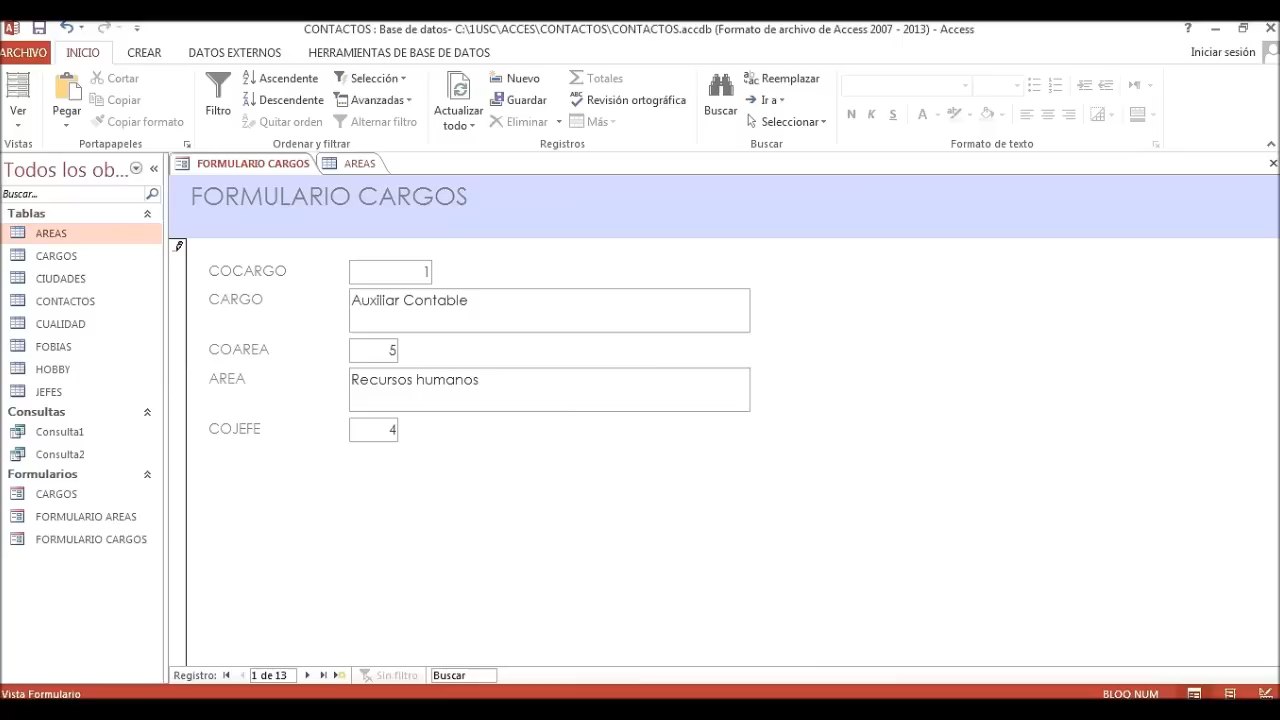 CONTACTOS : Base de datos- C:\1USC\ACCES\CONTACTOS\CONTACTOS.accdb (Formato de archivo de Access 2007 - 2013) - Access
ARCHIVO INICIO CREAR DATOS EXTERNOS HERRAMIENTAS DE BASE DE DATOS Iniciar sesión
Ver
Vistas
Pegar
Cortar
Copiar
Copiar formato
Portapapeles
Filtro
Ascendente
Descendente
Quitar orden
Selección
Avanzadas
Alternar filtro
Ordenar y filtrar
Actualizar
todo
Nuevo
Guardar
Eliminar
Totales
Revisión ortográfica
Más
Registros
Buscar
Reemplazar
Ir a
Seleccionar
Buscar
N K S A
Formato de texto
Todos los ob...
Buscar...
Tablas
AREAS
CARGOS
CIUDADES
CONTACTOS
CUALIDAD
FOBIAS
HOBBY
JEFES
Consultas
Consulta1
Consulta2
Formularios
CARGOS
FORMULARIO AREAS
FORMULARIO CARGOS
FORMULARIO CARGOS AREAS
FORMULARIO CARGOS
COCARGO 1
CARGO Auxiliar Contable
COAREA 5
AREA Recursos humanos
COJEFE 4
Registro: 1 de 13 Sin filtro Buscar
Vista Formulario BLOQ NUM